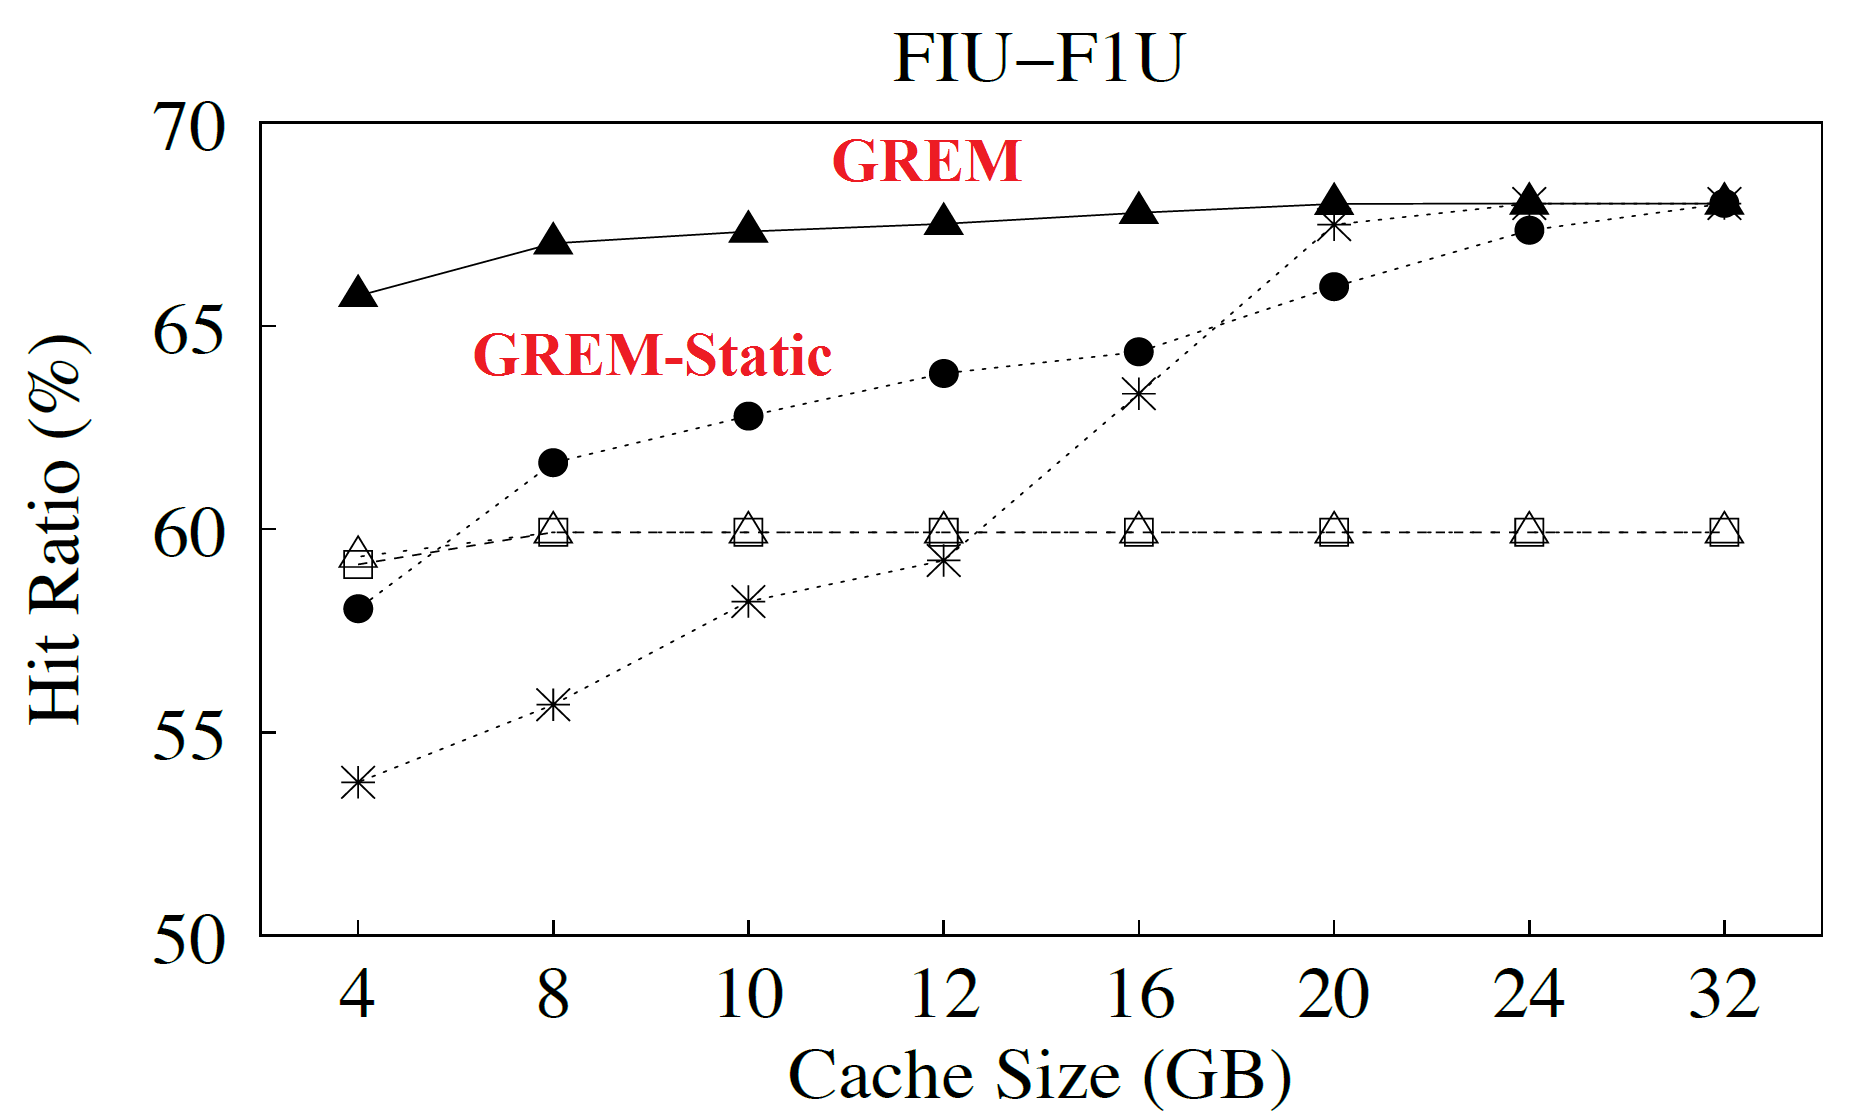 FIU–F1U
70
GREM
65
GREM-Static
60
55
50
Hit Ratio (%)
4 8 10 12 16 20 24 32
Cache Size (GB)